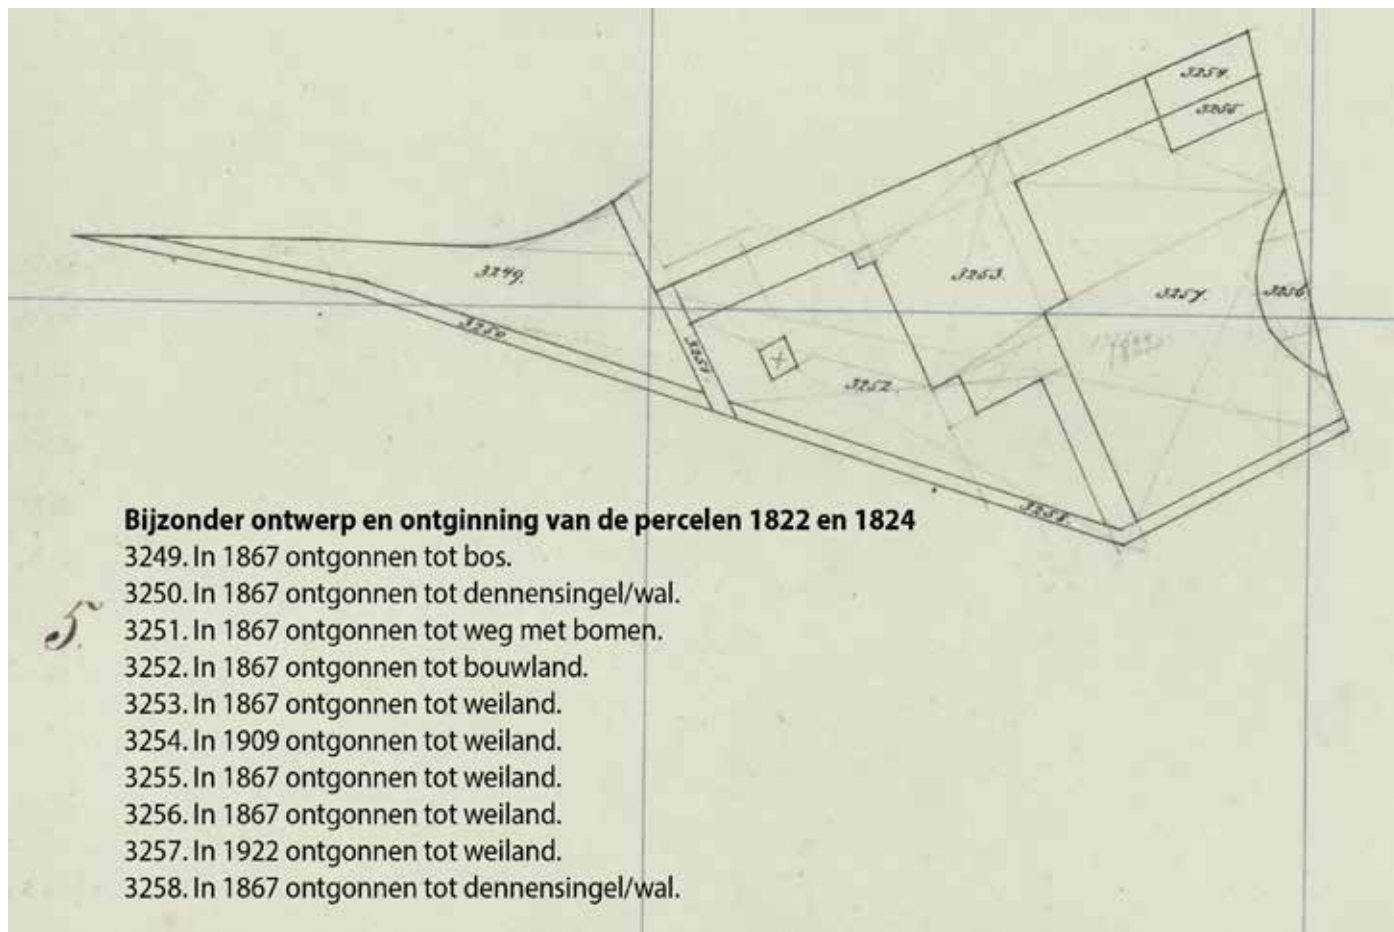 3254.
3255
3249.
3253.
3257.
3256
3250
3251.
3252.
3258.
Bijzonder ontwerp en ontginning van de percelen 1822 en 1824
3249. In 1867 ontgonnen tot bos.
3250. In 1867 ontgonnen tot dennensingel/wal.
5.
3251. In 1867 ontgonnen tot weg met bomen.
3252. In 1867 ontgonnen tot bouwland.
3253. In 1867 ontgonnen tot weiland.
3254. In 1909 ontgonnen tot weiland.
3255. In 1867 ontgonnen tot weiland.
3256. In 1867 ontgonnen tot weiland.
3257. In 1922 ontgonnen tot weiland.
3258. In 1867 ontgonnen tot dennensingel/wal.